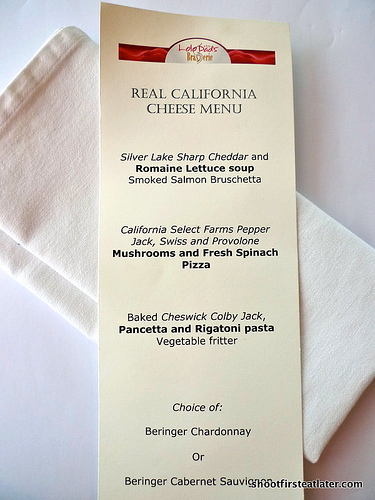 Lolo Dad's
Brasserie
REAL CALIFORNIA
CHEESE MENU
Silver Lake Sharp Cheddar and
Romaine Lettuce soup
Smoked Salmon Bruschetta
California Select Farms Pepper
Jack, Swiss and Provolone
Mushrooms and Fresh Spinach
Pizza
Baked Cheswick Colby Jack,
Pancetta and Rigatoni pasta
Vegetable fritter
Choice of:
Beringer Chardonnay
Or
Beringer Cabernet Sauvignon
shootfirsteatlater.com